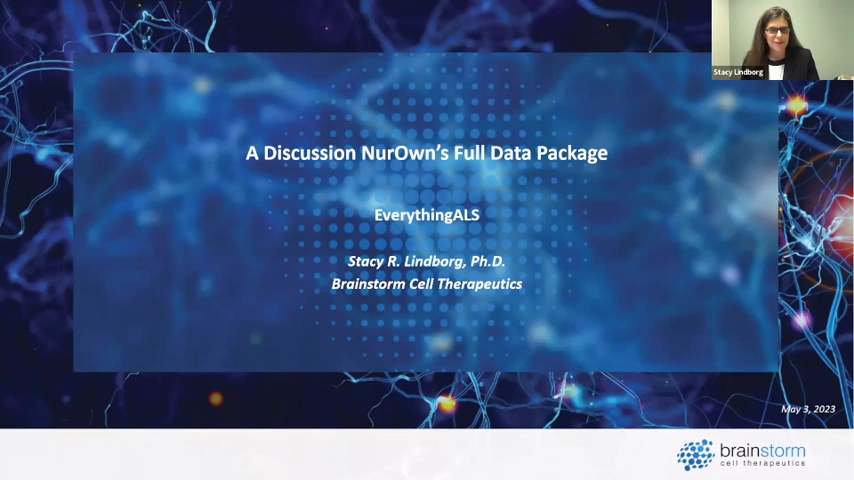 Stacy Lindborg
A Discussion NurOwn's Full Data Package
EverythingALS
Stacy R. Lindborg, Ph.D.
Brainstorm Cell Therapeutics
May 3, 2023
brainstorm
cell therapeutics